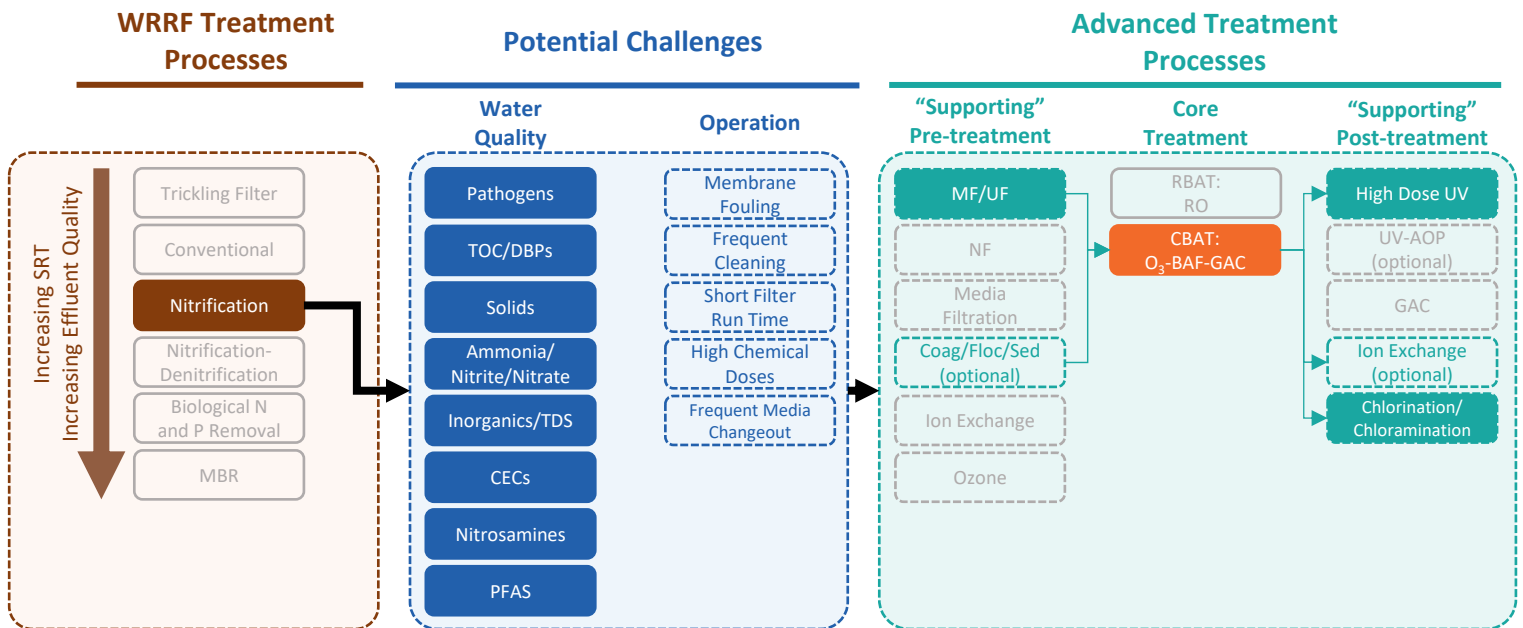 WRRF Treatment
Processes
Increasing SRT
Increasing Effluent Quality
Trickling Filter
Conventional
Nitrification
Nitrification-
Denitrification
Biological N
and P Removal
MBR
Potential Challenges
Water
Quality
Pathogens
TOC/DBPs
Solids
Ammonia/
Nitrite/Nitrate
Inorganics/TDS
CECs
Nitrosamines
PFAS
Operation
Membrane
Fouling
Frequent
Cleaning
Short Filter
Run Time
High Chemical
Doses
Frequent Media
Changeout
Advanced Treatment
Processes
“Supporting”
Pre-treatment
MF/UF
NF
Media
Filtration
Coag/Floc/Sed
(optional)
Ion Exchange
Ozone
Core
Treatment
RBAT:
RO
CBAT:
O₃-BAF-GAC
“Supporting”
Post-treatment
High Dose UV
UV-AOP
(optional)
GAC
Ion Exchange
(optional)
Chlorination/
Chloramination